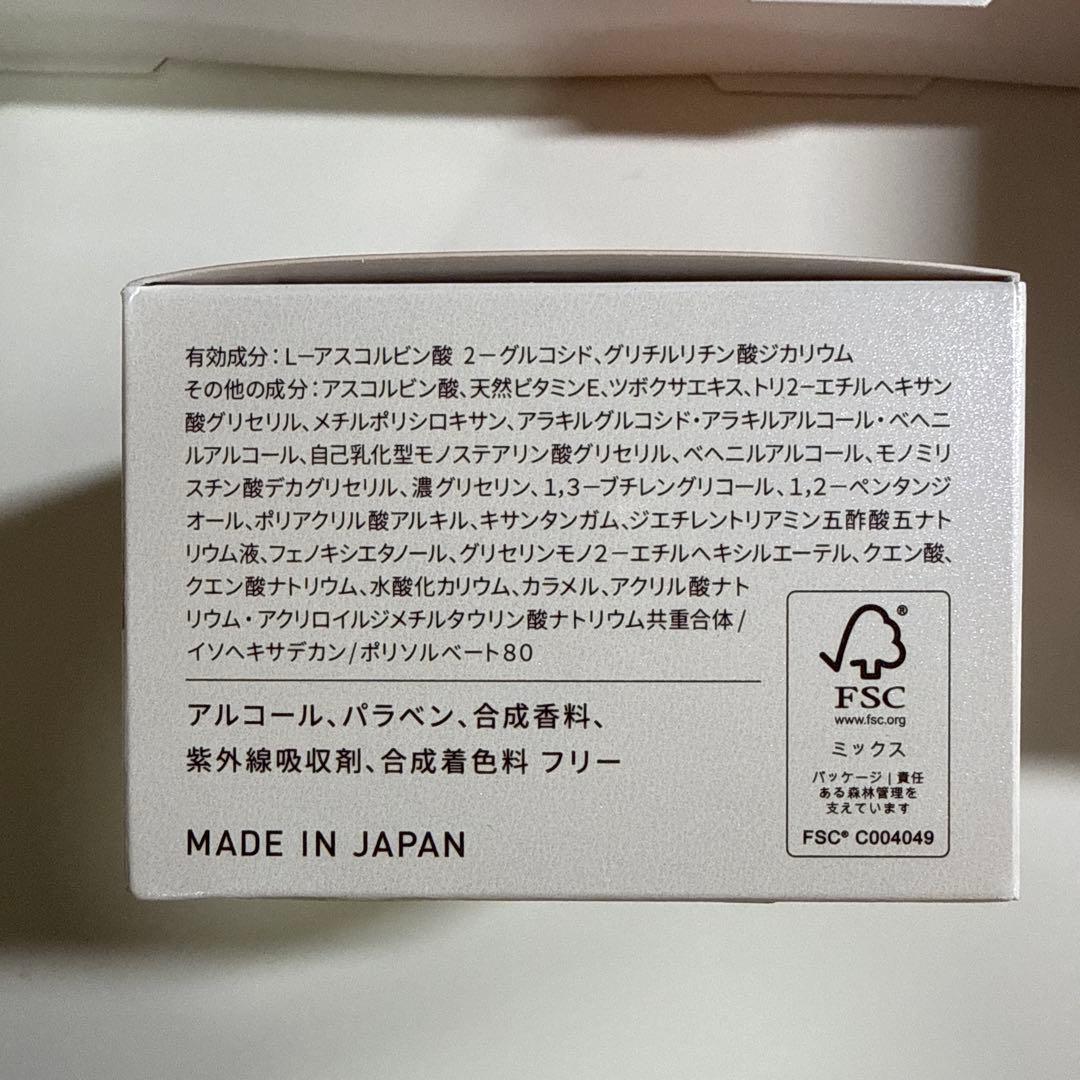 有効成分：L－アスコルビン酸 2－グルコシド、グリチルリチン酸ジカリウム
その他の成分：アスコルビン酸、天然ビタミンE、ツボクサエキス、トリ2－エチルヘキサン
酸グリセリル、メチルポリシロキサン、アラキルグルコシド・アラキルアルコール・ベヘニ
ルアルコール、自己乳化型モノステアリン酸グリセリル、ベヘニルアルコール、モノミリ
スチン酸デカグリセリル、濃グリセリン、1,3－ブチレングリコール、1,2－ペンタンジ
オール、ポリアクリル酸アルキル、キサンタンガム、ジエチレントリアミン五酢酸五ナト
リウム液、フェノキシエタノール、グリセリンモノ2－エチルヘキシルエーテル、クエン酸、
クエン酸ナトリウム、水酸化カリウム、カラメル、アクリル酸ナト
リウム・アクリロイルジメチルタウリン酸ナトリウム共重合体/
イソヘキサデカン/ポリソルベート80
アルコール、パラベン、合成香料、
紫外線吸収剤、合成着色料 フリー
MADE IN JAPAN
®
FSC
www.fsc.org
ミックス
パッケージ | 責任
ある森林管理を
支えています
FSC® C004049